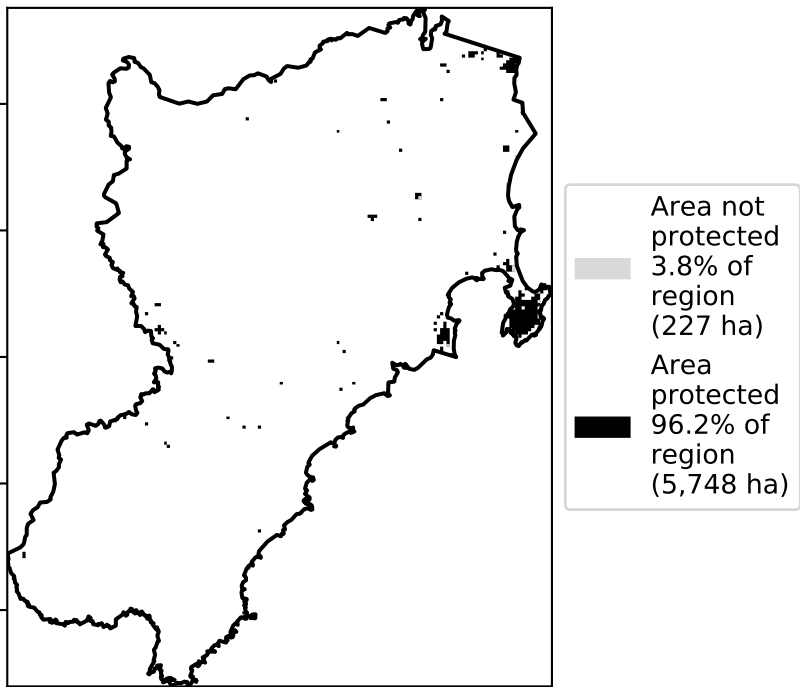 Area not
protected
3.8% of
region
(227 ha)
Area
protected
96.2% of
region
(5,748 ha)